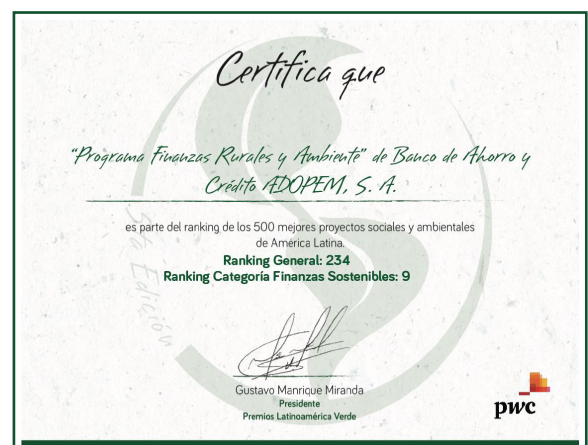 Certifica que
"Programa Finanzas Rurales y Ambiente" de Banco de Ahorro y
Crédito ADOPEM, S. A.
es parte del ranking de los 500 mejores proyectos sociales y ambientales
de América Latina.
Ranking General: 234
Ranking Categoría Finanzas Sostenibles: 9
5ta Edición
Gustavo Manrique Miranda
Presidente
Premios Latinoamérica Verde
pwc